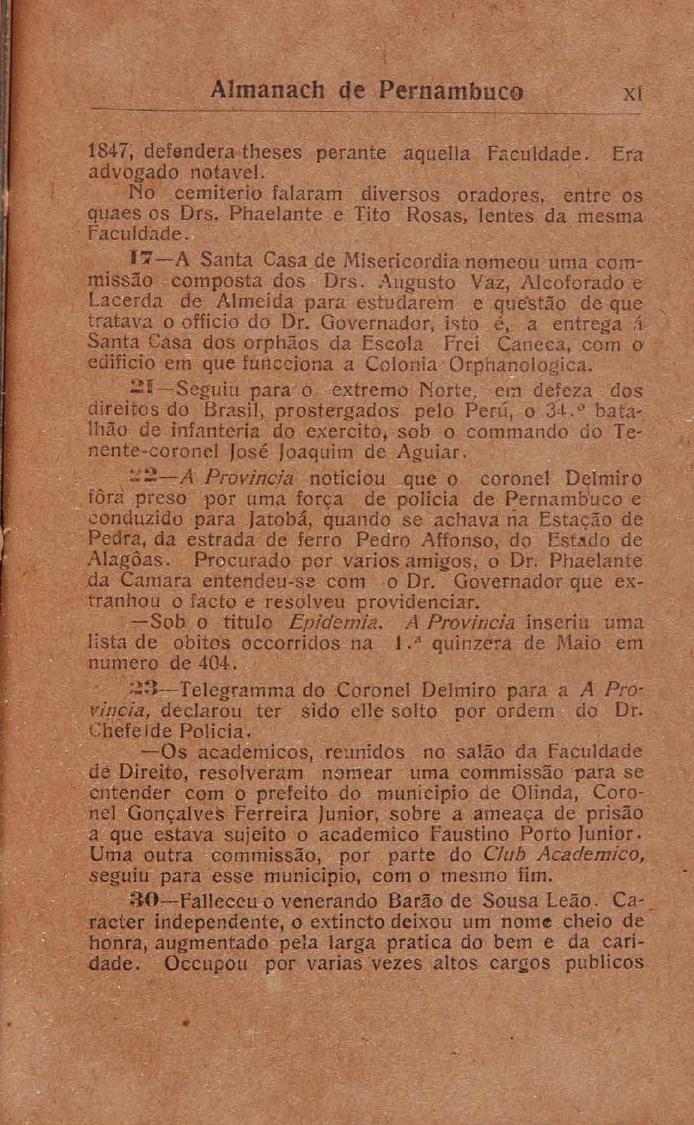 Almanach de Pernambuco XI
1847, defendera theses perante aquella Faculdade. Era
advogado notavel.
No cemiterio falaram diversos oradores, entre os
quaes os Drs. Phaelante e Tito Rosas, lentes da mesma
Faculdade.
17—A Santa Casa de Misericordia nomeou uma com-
missão composta dos Drs. Augusto Vaz, Alcoforado e
Lacerda de Almeida para estudarem e questão de que
tratava o officio do Dr. Governador, isto é, a entrega á
Santa Casa dos orphãos da Escola Frei Caneca, com o
edificio em que funcciona a Colonia Orphanologica.
21—Seguiu para o extremo Norte, em defeza dos
direitos do Brasil, prostergados pelo Perú, o 34.º bata-
lhão de infanteria do exercito, sob o commando do Te-
nente-coronel José Joaquim de Aguiar.
22—A Provincia noticiou que o coronel Delmiro
fôra preso por uma força de policia de Pernambuco e
conduzido para Jatobá, quando se achava na Estação de
Pedra, da estrada de ferro Pedro Affonso, do Estado de
Alagôas. Procurado por varios amigos, o Dr. Phaelante
da Camara entendeu-se com o Dr. Governador que ex-
tranhou o facto e resolveu providenciar.
—Sob o titulo Epidemia. A Provincia inseriu uma
lista de obitos occorridos na 1.ª quinzera de Maio em
numero de 404.
23—Telegramma do Coronel Delmiro para a A Pro-
vincia, declarou ter sido elle solto por ordem do Dr.
Chefe de Policia.
—Os academicos, reunidos no salão da Faculdade
de Direito, resolveram nomear uma commissão para se
entender com o prefeito do municipio de Olinda, Coro-
nel Gonçalves Ferreira Junior, sobre a ameaça de prisão
a que estava sujeito o academico Faustino Porto Junior.
Uma outra commissão, por parte do Club Academico,
seguiu para esse municipio, com o mesmo fim.
30—Falleceu o venerando Barão de Sousa Leão. Ca-
racter independente, o extincto deixou um nome cheio de
honra, augmentado pela larga pratica do bem e da cari-
dade. Occupou por varias vezes altos cargos publicos